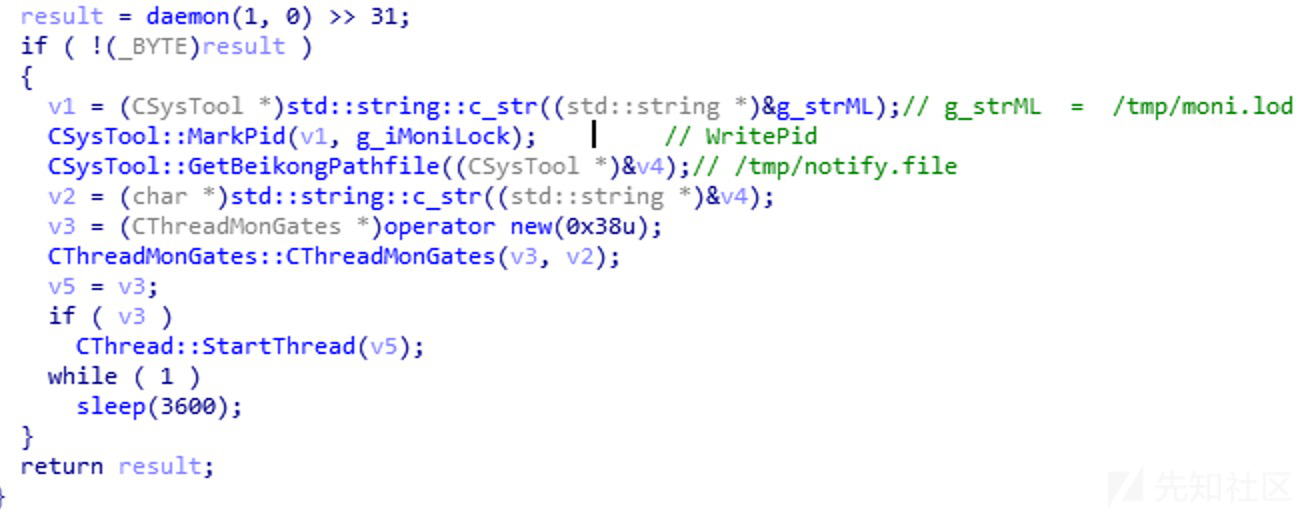 result = daemon(1, 0) >> 31;
if ( !(_BYTE)result )
{
v1 = (CSysTool *)std::string::c_str((std::string *)&g_strML);// g_strML = /tmp/moni.lod
CSysTool::MarkPid(v1, g_iMoniLock); // WritePid
CSysTool::GetBeikongPathfile((CSysTool *)&v4);// /tmp/notify.file
v2 = (char *)std::string::c_str((std::string *)&v4);
v3 = (CThreadMonGates *)operator new(0x38u);
CThreadMonGates::CThreadMonGates(v3, v2);
v5 = v3;
if ( v3 )
CThread::StartThread(v5);
while ( 1 )
sleep(3600);
}
return result;
}
先知社区